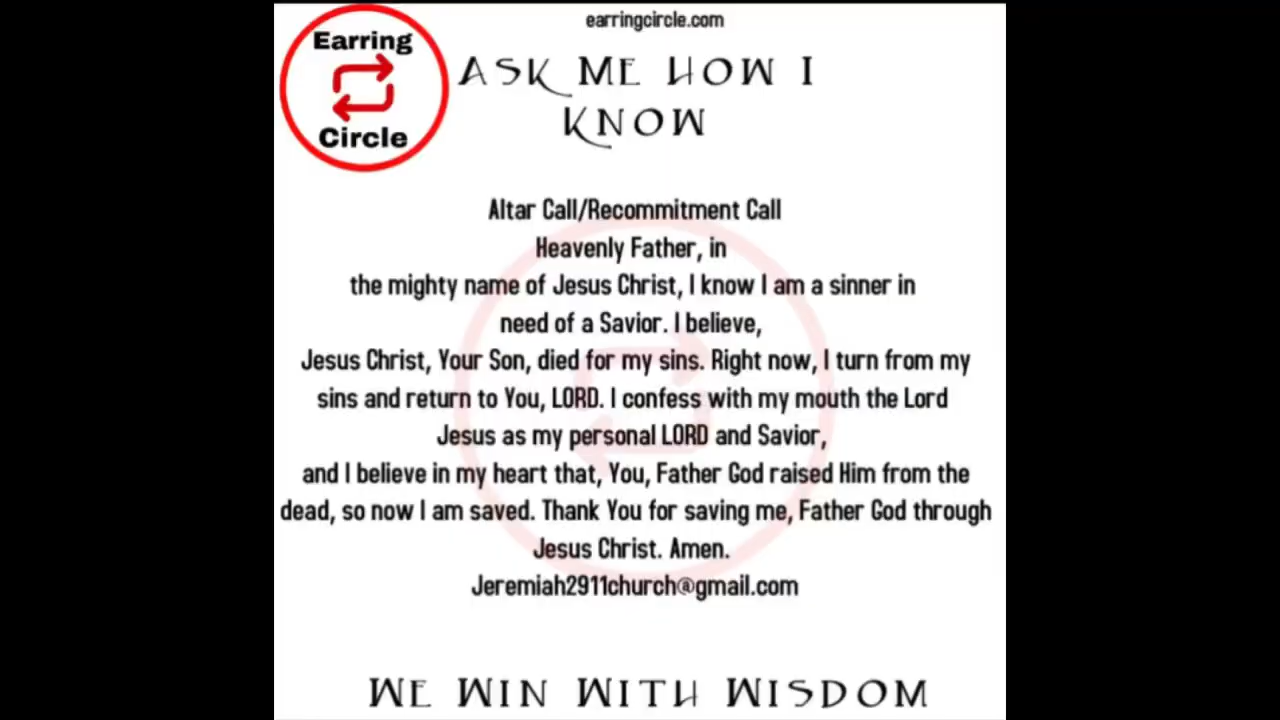 earringcircle.com
Earring
Circle
ASK ME HOW I
KNOW
Altar Call/Recommitment Call
Heavenly Father, in
the mighty name of Jesus Christ, I know I am a sinner in
need of a Savior. I believe,
Jesus Christ, Your Son, died for my sins. Right now, I turn from my
sins and return to You, LORD. I confess with my mouth the Lord
Jesus as my personal LORD and Savior,
and I believe in my heart that, You, Father God raised Him from the
dead, so now I am saved. Thank You for saving me, Father God through
Jesus Christ. Amen.
Jeremiah2911church@gmail.com
WE WIN WITH WISDOM